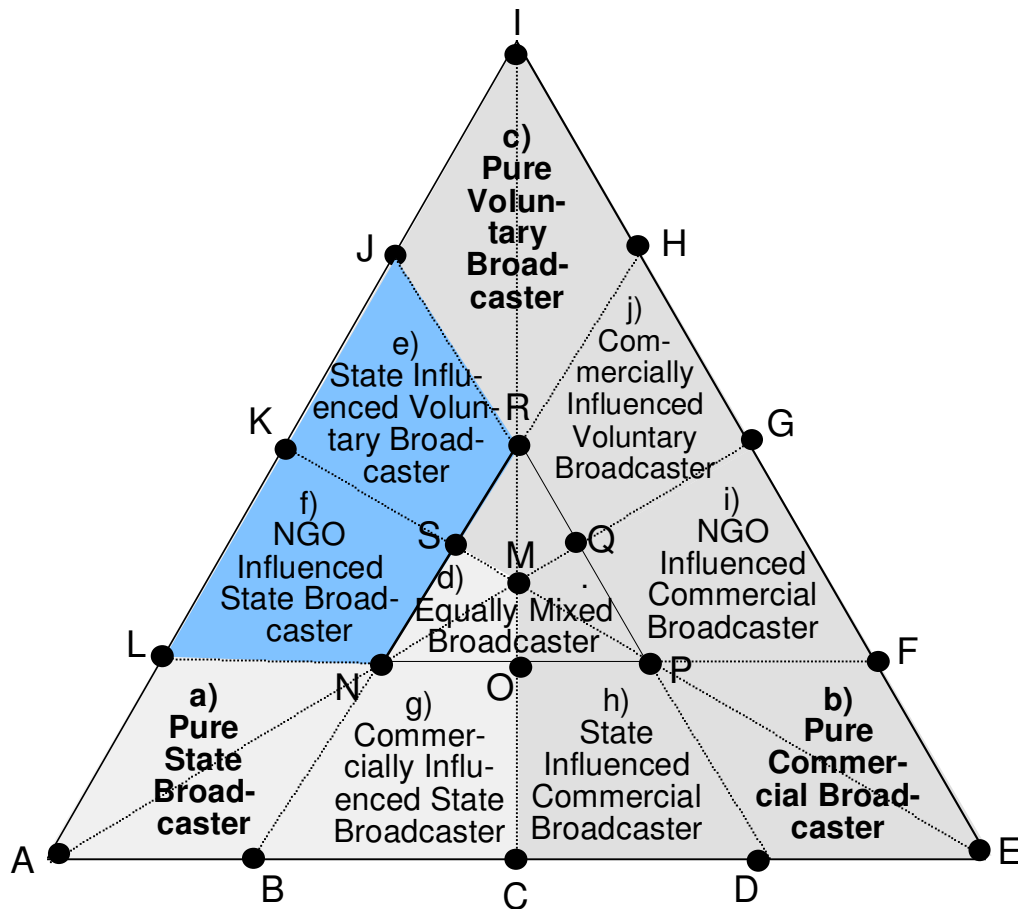 I
c)
Pure
Volun-
tary
Broad-
caster
J
H
e)
State Influ-
enced Volun-
tary Broad-
caster
j)
Com-
mercially
Influenced
Voluntary
Broadcaster
K
R
G
f)
NGO
Influenced
State Broad-
caster
S
M
Q
i)
NGO
Influenced
Commercial
Broadcaster
d)
Equally Mixed
Broadcaster
.
L
N
O
P
F
a)
Pure
State
Broad-
caster
g)
Commer-
cially Influ-
enced State
Broadcaster
h)
State
Influenced
Commercial
Broadcaster
b)
Pure
Commer-
cial Broad-
caster
A
B
C
D
E